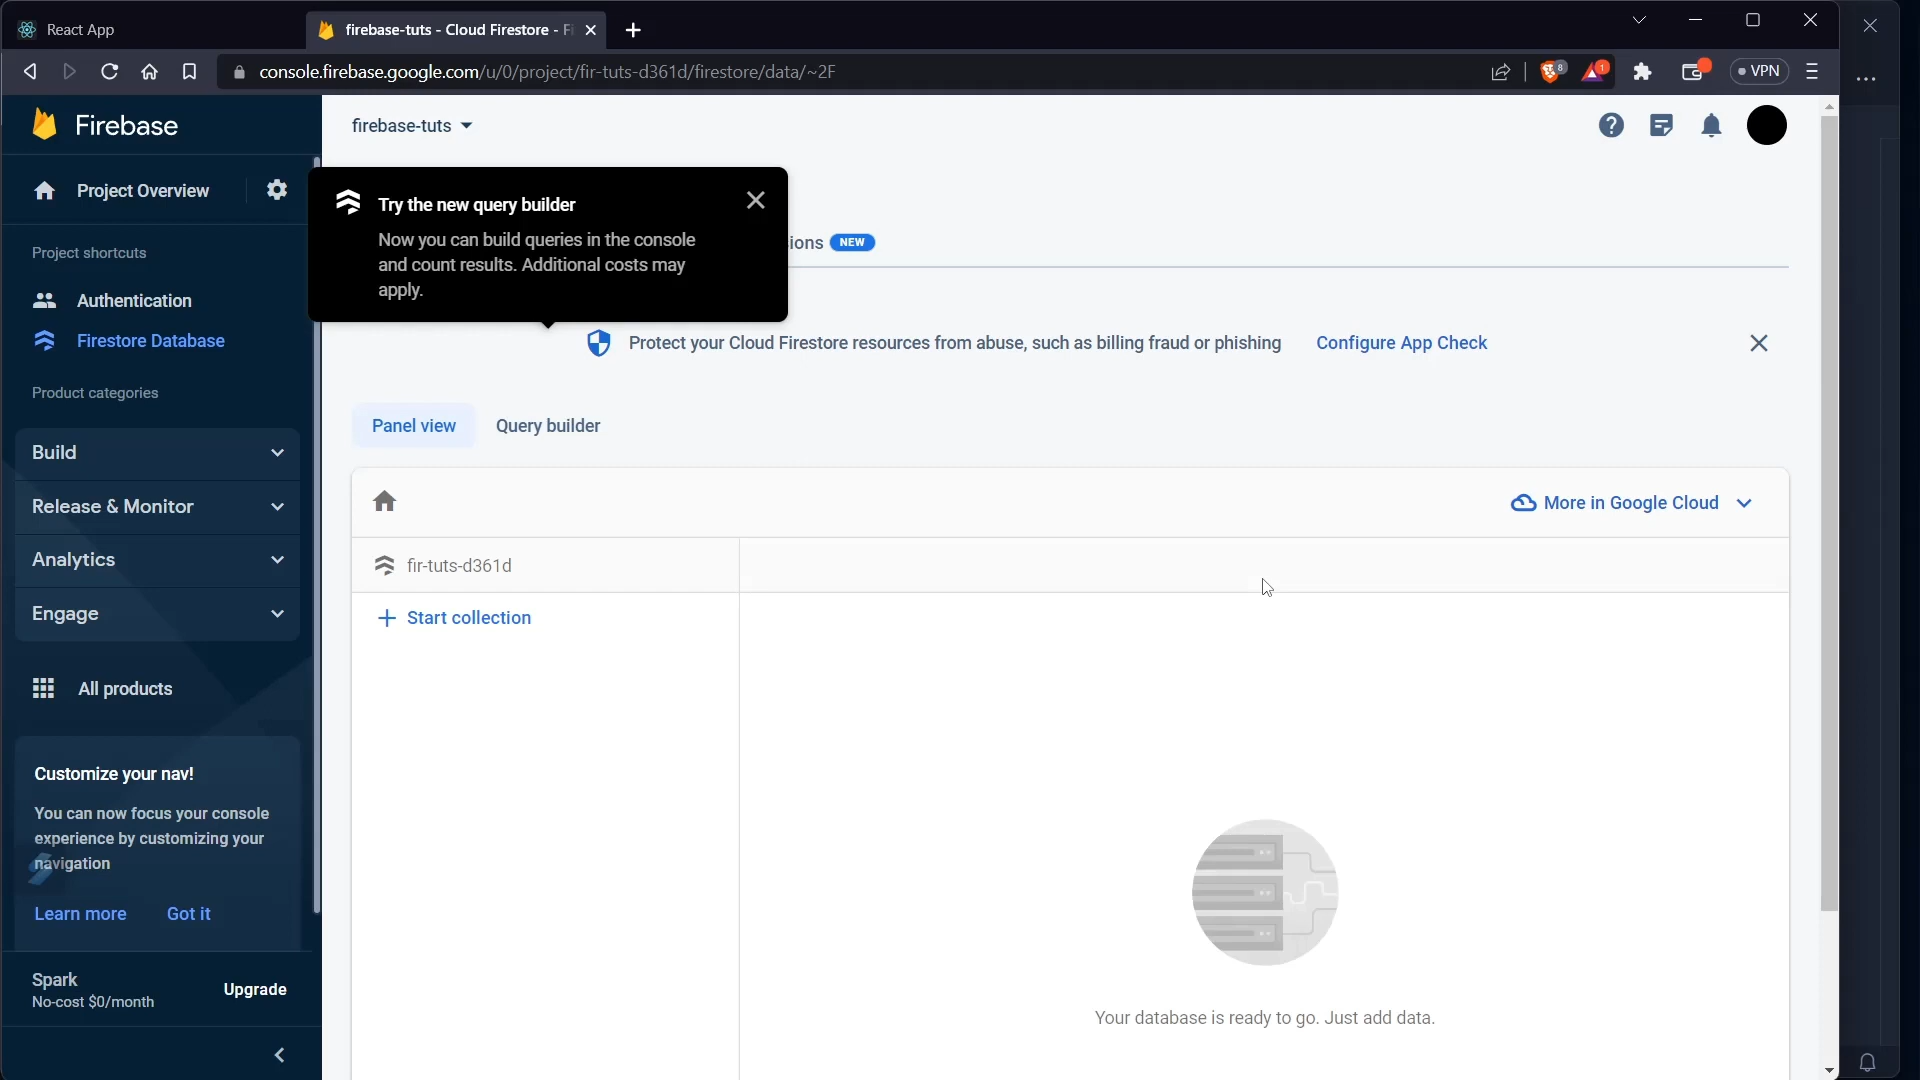 React App
firebase-tuts - Cloud Firestore - Fi
console.firebase.google.com/u/0/project/fir-tuts-d361d/firestore/data/~2F
8
1
VPN
Firebase
firebase-tuts
Project Overview
Try the new query builder
Now you can build queries in the console
and count results. Additional costs may
apply.
ions NEW
Project shortcuts
Authentication
Firestore Database
Protect your Cloud Firestore resources from abuse, such as billing fraud or phishing Configure App Check
Product categories
Panel view Query builder
Build
Release & Monitor
Analytics
Engage
More in Google Cloud
fir-tuts-d361d
Start collection
All products
Customize your nav!
You can now focus your console
experience by customizing your
navigation
Learn more Got it
Spark
No-cost $0/month
Upgrade
Your database is ready to go. Just add data.